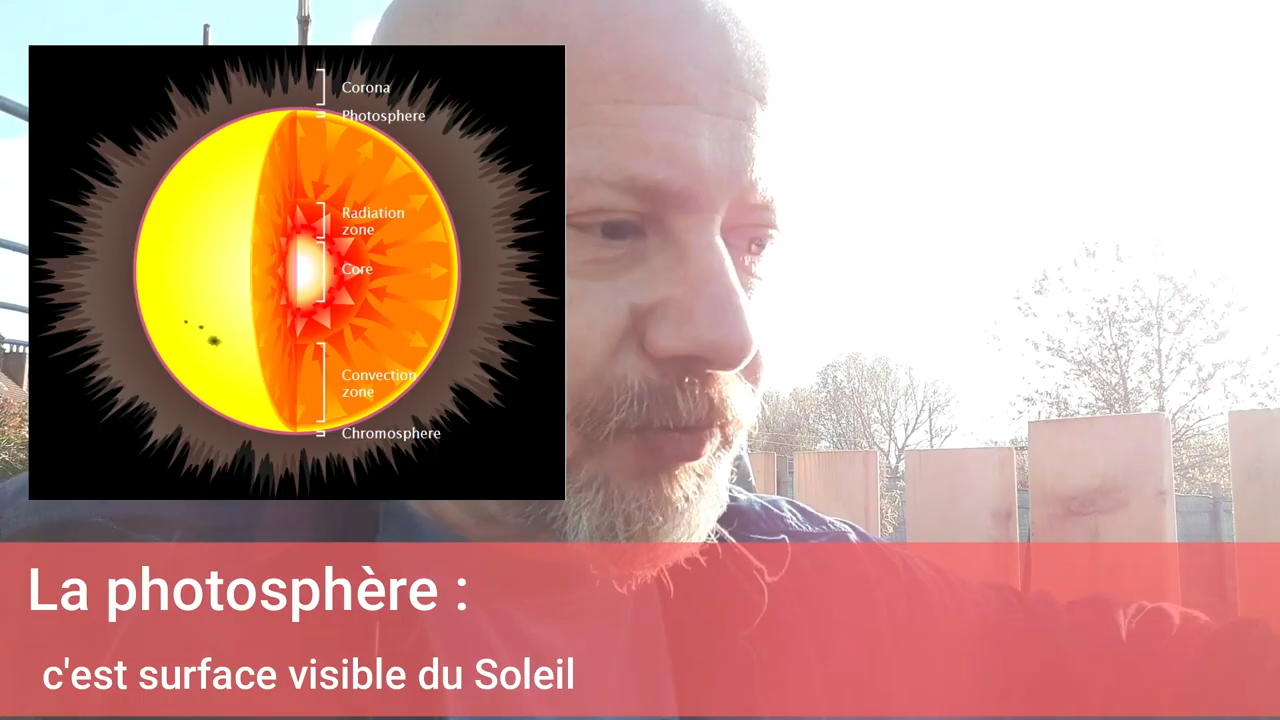 Corona
Photosphere
Radiation
zone
Core
Convection
zone
Chromosphere
La photosphère :
c'est surface visible du Soleil